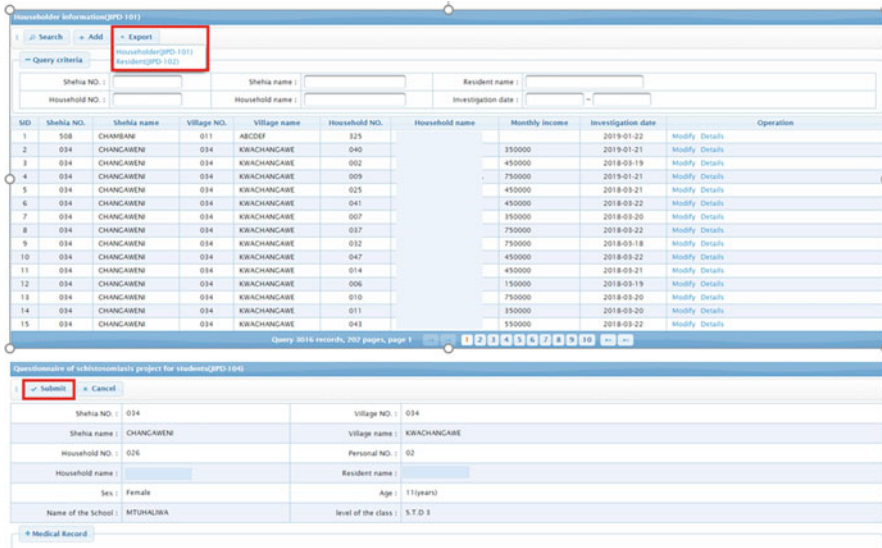 Householder information(JIPD-101)
Search + Add Export
Householder(JIPD-101)
Resident(JIPD-102)
Query criteria
Shehia NO. : Shehia name : Resident name :
Household NO. : Household name : Investigation date : ~
SID Shehia NO. Shehia name Village NO. Village name Household NO. Household name Monthly income Investigation date Operation
1 508 CHAMBANI 011 ABCDEF 325 2019-01-22 Modify Details
2 034 CHANGAWENI 034 KWACHANGAWE 040 350000 2019-01-21 Modify Details
3 034 CHANGAWENI 034 KWACHANGAWE 002 450000 2018-03-19 Modify Details
4 034 CHANGAWENI 034 KWACHANGAWE 009 750000 2019-01-21 Modify Details
5 034 CHANGAWENI 034 KWACHANGAWE 025 450000 2018-03-21 Modify Details
6 034 CHANGAWENI 034 KWACHANGAWE 041 450000 2018-03-22 Modify Details
7 034 CHANGAWENI 034 KWACHANGAWE 007 350000 2018-03-20 Modify Details
8 034 CHANGAWENI 034 KWACHANGAWE 037 750000 2018-03-22 Modify Details
9 034 CHANGAWENI 034 KWACHANGAWE 032 750000 2018-03-18 Modify Details
10 034 CHANGAWENI 034 KWACHANGAWE 047 450000 2018-03-22 Modify Details
11 034 CHANGAWENI 034 KWACHANGAWE 014 450000 2018-03-21 Modify Details
12 034 CHANGAWENI 034 KWACHANGAWE 006 150000 2018-03-19 Modify Details
13 034 CHANGAWENI 034 KWACHANGAWE 010 750000 2018-03-20 Modify Details
14 034 CHANGAWENI 034 KWACHANGAWE 011 350000 2018-03-20 Modify Details
15 034 CHANGAWENI 034 KWACHANGAWE 043 550000 2018-03-22 Modify Details
Query 3016 records, 202 pages, page 1 1 2 3 4 5 6 7 8 9 10
Questionnaire of schistosomiasis project for students(JIPD-104)
Submit Cancel
Shehia NO. : 034 Village NO. : 034
Shehia name : CHANGAWENI Village name : KWACHANGAWE
Household NO. : 026 Personal NO. : 02
Household name : Resident name :
Sex : Female Age : 11(years)
Name of the School : MTUHALIWA level of the class : S.T.D 3
Medical Record